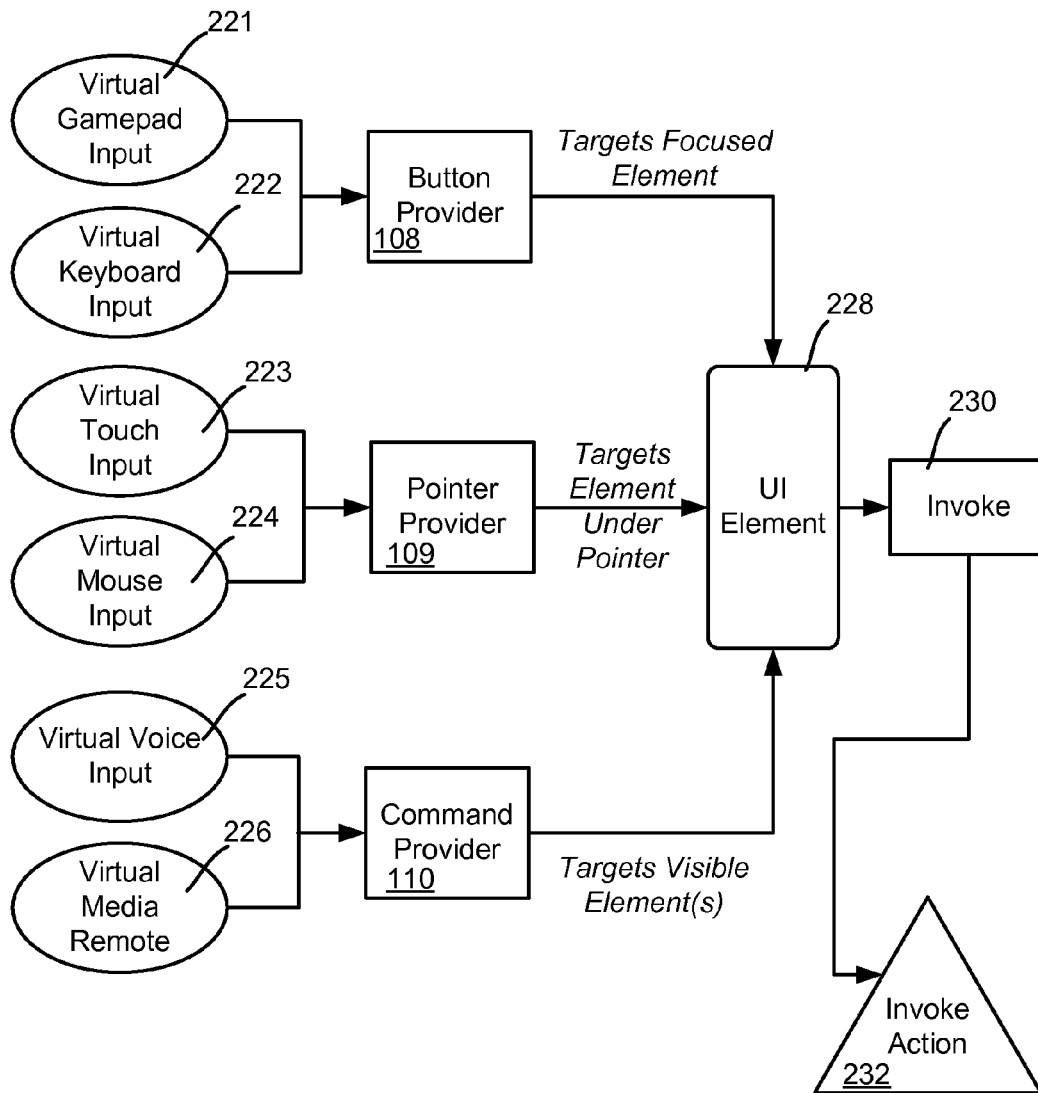 221
Virtual
Gamepad
Input
222
Virtual
Keyboard
Input
Button
Provider
108
Targets Focused
Element
223
Virtual
Touch
Input
224
Virtual
Mouse
Input
Pointer
Provider
109
Targets
Element
Under
Pointer
228
UI
Element
230
Invoke
225
Virtual Voice
Input
226
Virtual
Media
Remote
Command
Provider
110
Targets Visible
Element(s)
Invoke
Action
232